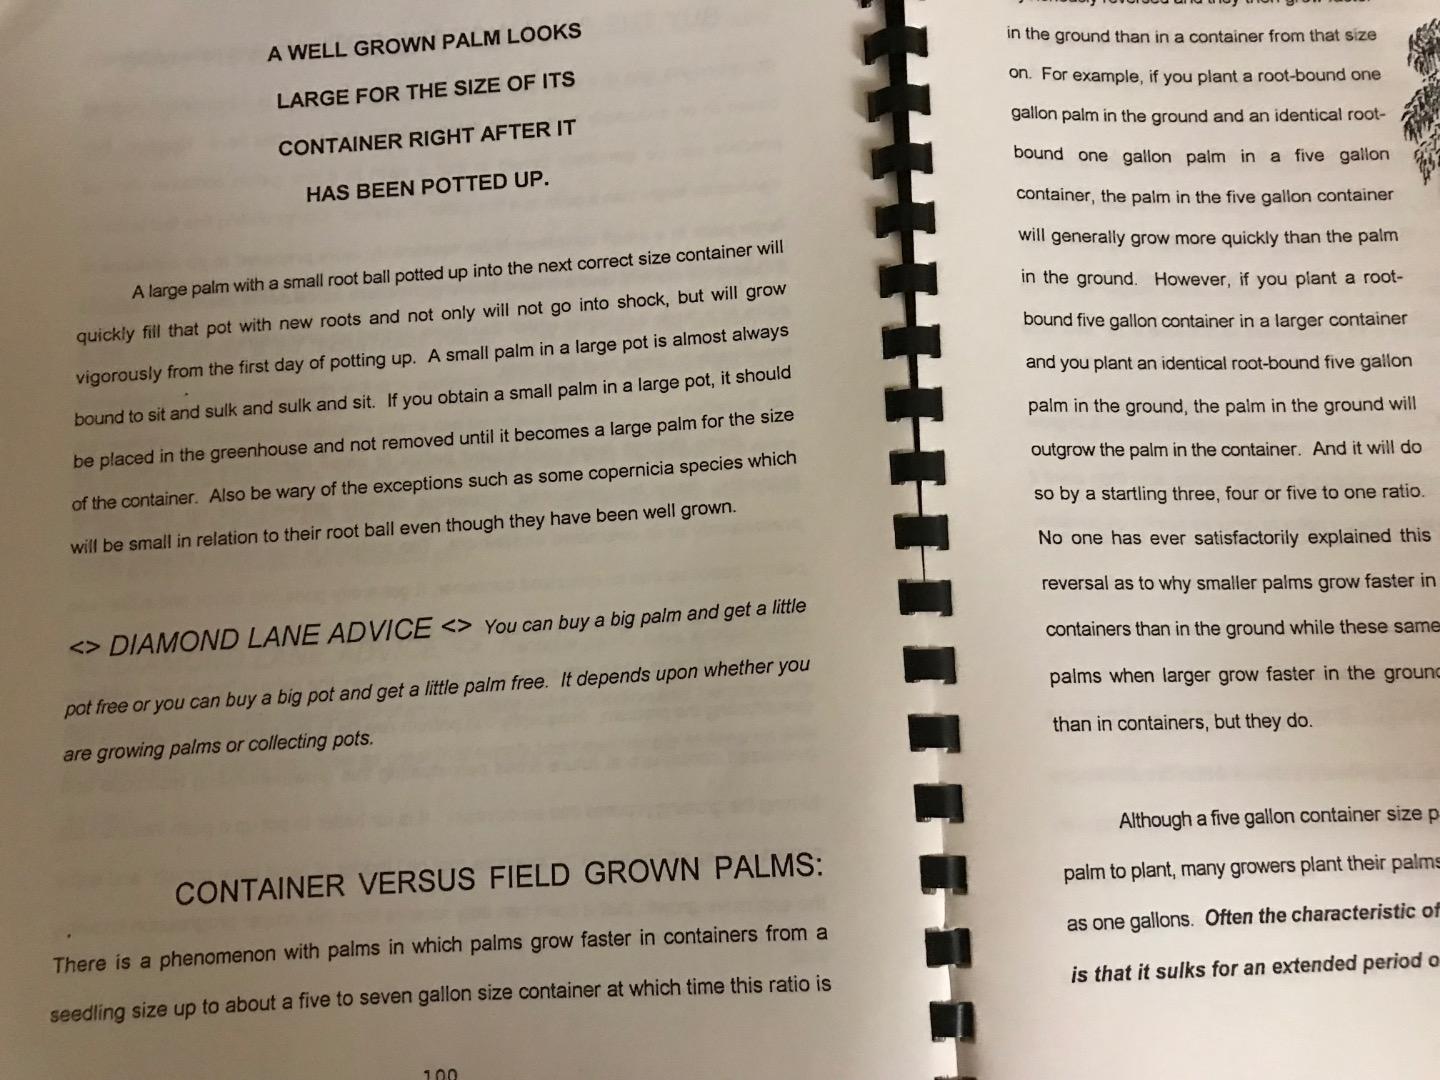 A WELL GROWN PALM LOOKS
LARGE FOR THE SIZE OF ITS
CONTAINER RIGHT AFTER IT
HAS BEEN POTTED UP.
A large palm with a small root ball potted up into the next correct size container will
quickly fill that pot with new roots and not only will not go into shock, but will grow
vigorously from the first day of potting up. A small palm in a large pot is almost always
bound to sit and sulk and sulk and sit. If you obtain a small palm in a large pot, it should
be placed in the greenhouse and not removed until it becomes a large palm for the size
of the container. Also be wary of the exceptions such as some copernicia species which
will be small in relation to their root ball even though they have been well grown.
<> DIAMOND LANE ADVICE <> You can buy a big palm and get a little
pot free or you can buy a big pot and get a little palm free. It depends upon whether you
are growing palms or collecting pots.
CONTAINER VERSUS FIELD GROWN PALMS:
There is a phenomenon with palms in which palms grow faster in containers from a
seedling size up to about a five to seven gallon size container at which time this ratio is
100
in the ground than in a container from that size
on. For example, if you plant a root-bound one
gallon palm in the ground and an identical root-
bound one gallon palm in a five gallon
container, the palm in the five gallon container
will generally grow more quickly than the palm
in the ground. However, if you plant a root-
bound five gallon container in a larger container
and you plant an identical root-bound five gallon
palm in the ground, the palm in the ground will
outgrow the palm in the container. And it will do
so by a startling three, four or five to one ratio.
No one has ever satisfactorily explained this
reversal as to why smaller palms grow faster in
containers than in the ground while these same
palms when larger grow faster in the ground
than in containers, but they do.
Although a five gallon container size p
palm to plant, many growers plant their palms
as one gallons. Often the characteristic of
is that it sulks for an extended period o